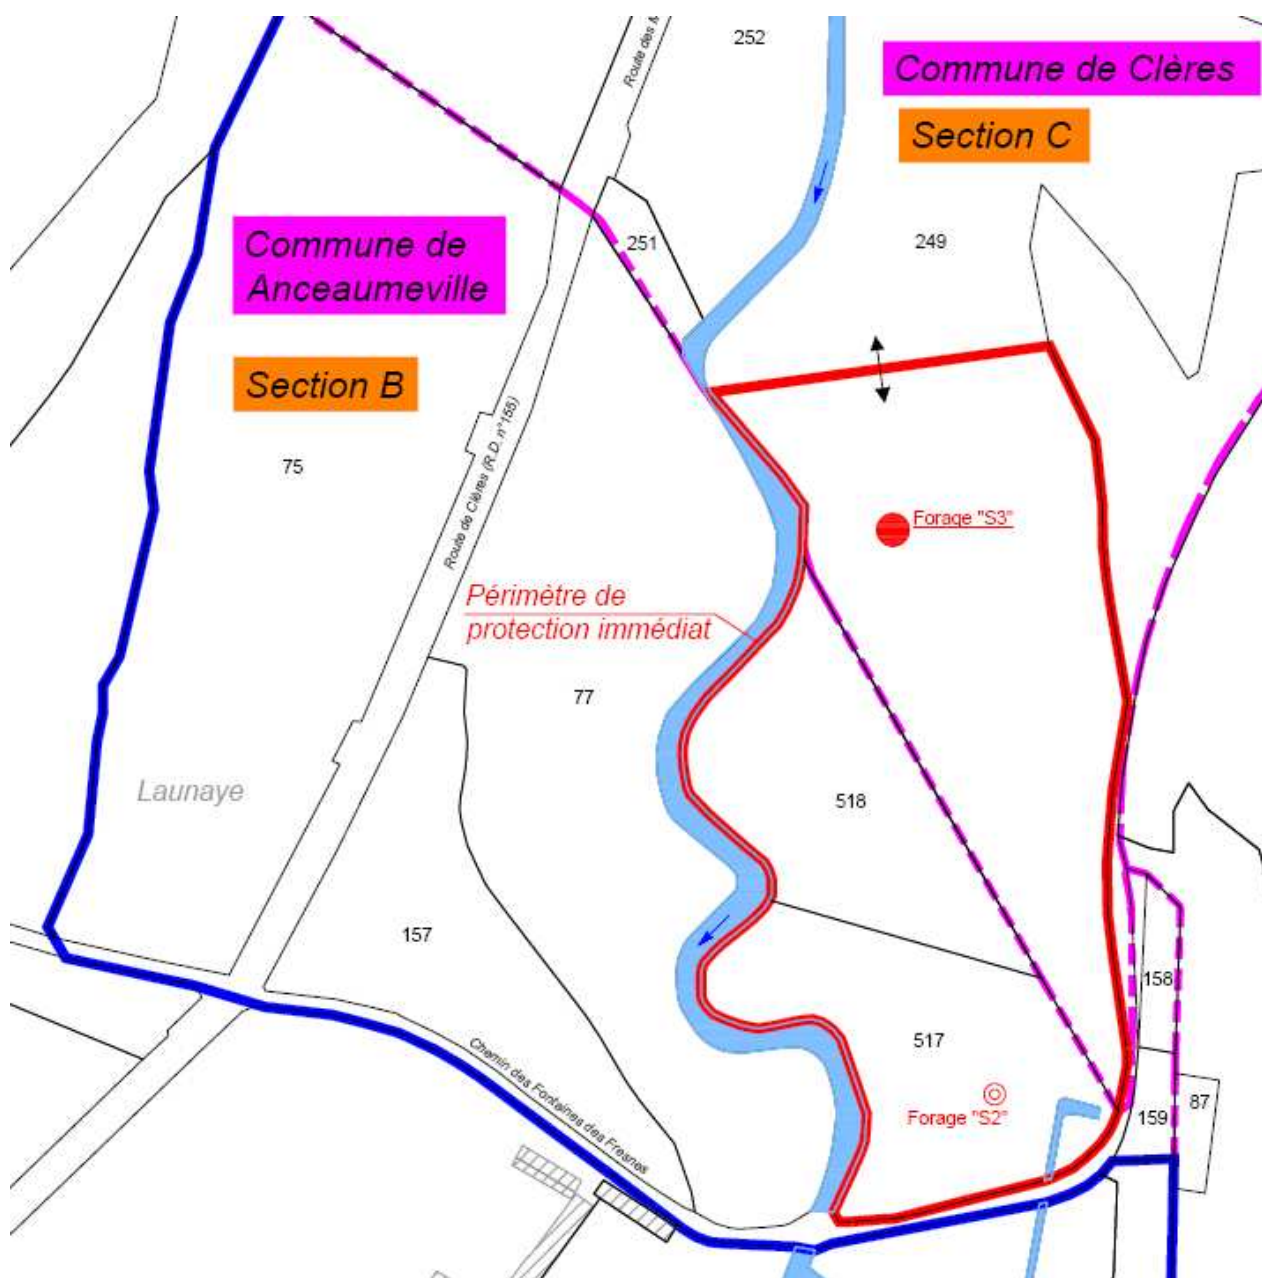 252
Route des M
Commune de Clères
Section C
251
249
Commune de
Anceaumeville
Section B
75
Route de Clères (R.D. n°155)
Forage "S3"
Périmètre de
protection immédiat
77
518
Launaye
157
158
517
Chemin des Fontaines des Fresnes
Forage "S2"
159
87